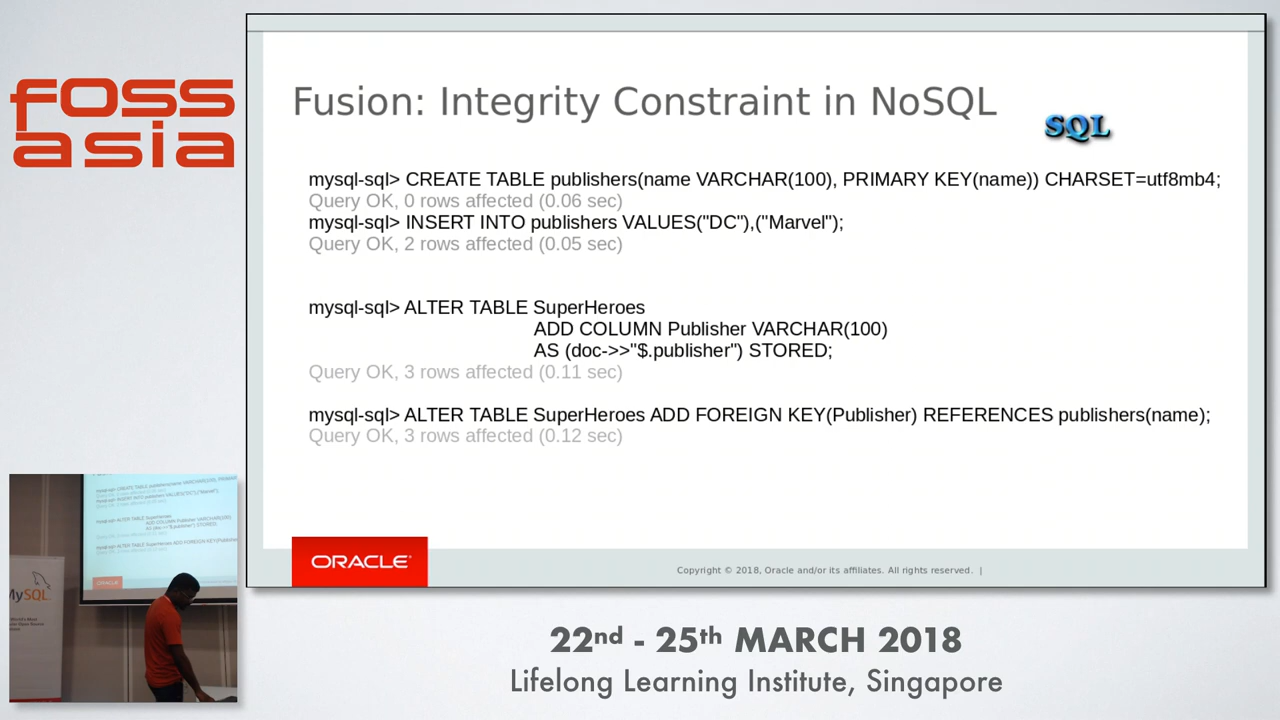 foss
asia
Fusion: Integrity Constraint in NoSQL
SQL
mysql-sql> CREATE TABLE publishers(name VARCHAR(100), PRIMARY KEY(name)) CHARSET=utf8mb4;
Query OK, 0 rows affected (0.06 sec)
mysql-sql> INSERT INTO publishers VALUES("DC"),("Marvel");
Query OK, 2 rows affected (0.05 sec)
mysql-sql> ALTER TABLE SuperHeroes
ADD COLUMN Publisher VARCHAR(100)
AS (doc->>"$.publisher") STORED;
Query OK, 3 rows affected (0.11 sec)
mysql-sql> ALTER TABLE SuperHeroes ADD FOREIGN KEY(Publisher) REFERENCES publishers(name);
Query OK, 3 rows affected (0.12 sec)
ORACLE
Copyright © 2018, Oracle and/or its affiliates. All rights reserved. |
MySQL
22nd - 25th MARCH 2018
Lifelong Learning Institute, Singapore